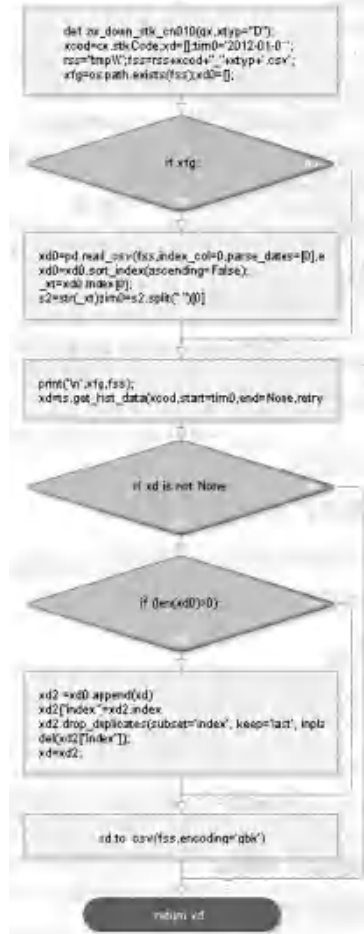 def zw_down_stk_cn010(qx,xtyp="D"):
xcod=cx.stkCode;xd=[];tim0='2012-01-0
rss="tmp\\";fss=rss+xcod+"_"+xtyp+'.csv';
xfg=os.path.exists(fss);xd0=[];
if xfg:
xd0=pd.read_csv(fss,index_col=0,parse_dates=[0],e
xd0=xd0.sort_index(ascending=False);
_xt=xd0.index[0];
s2=str(_xt);tim0=s2.split(" ")[0]
print('\n',xfg,fss);
xd=ts.get_hist_data(xcod,start=tim0,end=None,retry
if xd is not None
if (len(xd0)>0):
xd2 =xd0.append(xd)
xd2["index"]=xd2.index
xd2.drop_duplicates(subset='index', keep='last', inpla
del(xd2["index"]);
xd=xd2;
xd.to_csv(fss,encoding='gbk')
return xd